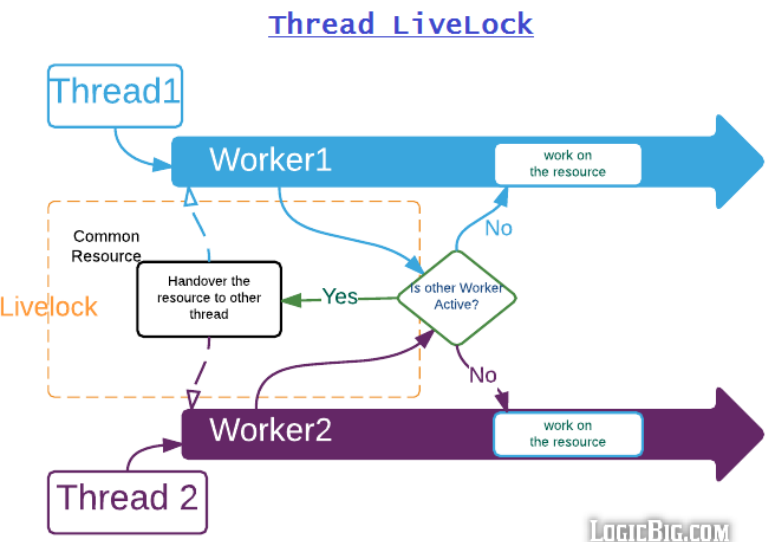 Thread LiveLock
Thread1
Worker1
work on
the resource
No
Common
Resource
Handover the
resource to other
thread
Yes
Is other Worker
Active?
Livelock
No
Worker2
work on
the resource
Thread 2
LogicBig.com